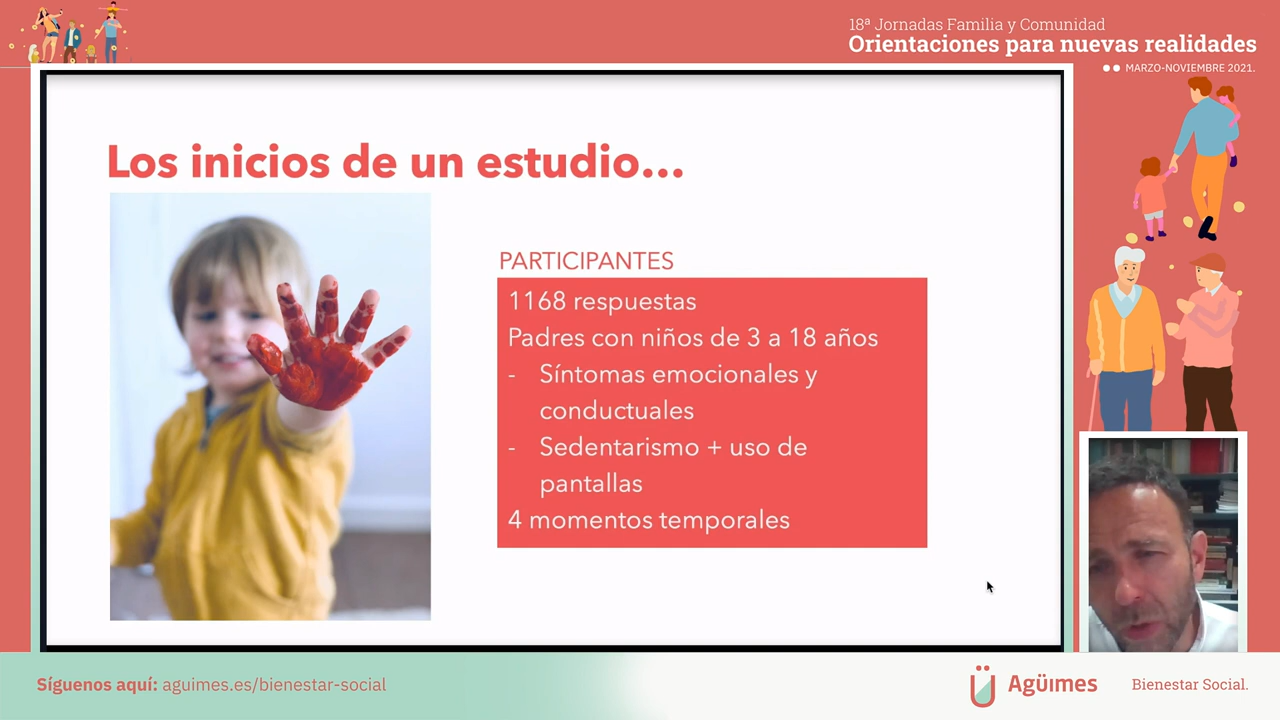 18ª Jornadas Familia y Comunidad
Orientaciones para nuevas realidades
MARZO-NOVIEMBRE 2021.
Los inicios de un estudio...
PARTICIPANTES
1168 respuestas
Padres con niños de 3 a 18 años
- Síntomas emocionales y
conductuales
- Sedentarismo + uso de
pantallas
4 momentos temporales
Síguenos aquí: aguimes.es/bienestar-social
Agüimes
Bienestar Social.